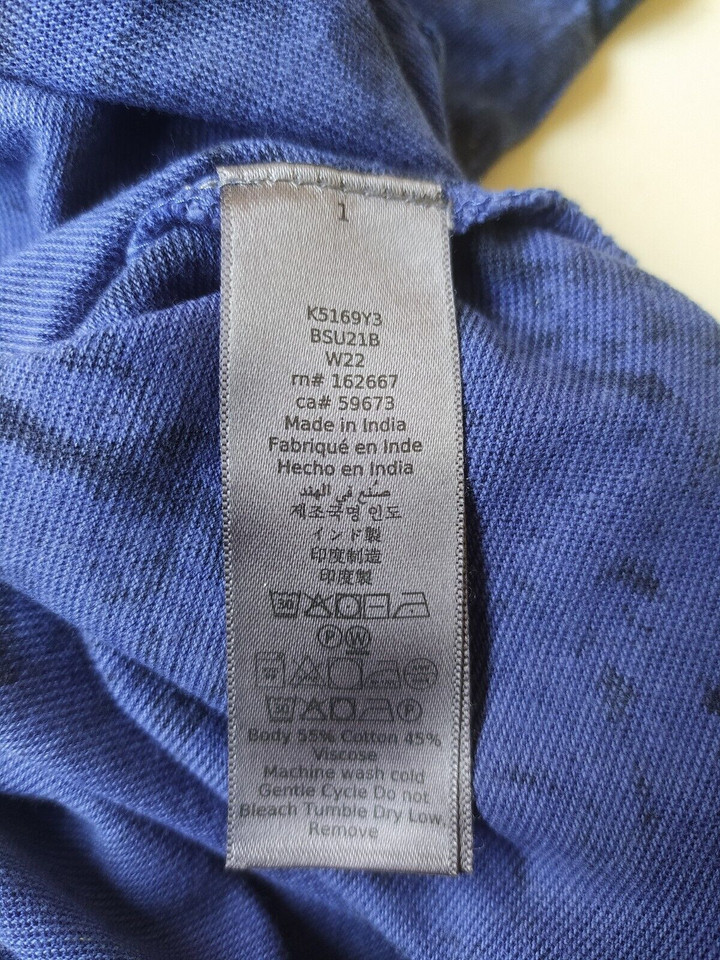 1
K5169Y3
BSU21B
W22
rn# 162667
ca# 59673
Made in India
Fabriqué en Inde
Hecho en India
صنع في الهند
제조국명 인도
インド製
印度制造
印度製
30
P W
30 P
Body 55% Cotton 45%
Viscose
Machine wash cold
Gentle Cycle Do not
Bleach Tumble Dry Low,
Remove